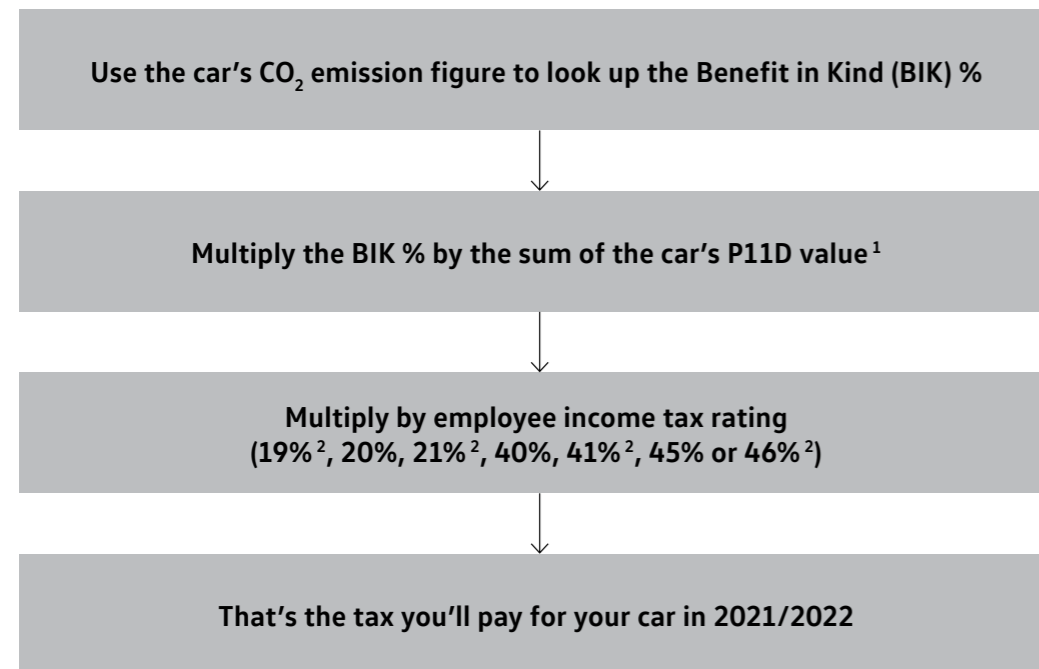 Use the car's CO₂ emission figure to look up the Benefit in Kind (BIK) %
Multiply the BIK % by the sum of the car's P11D value ¹
Multiply by employee income tax rating
(19% ², 20%, 21% ², 40%, 41% ², 45% or 46% ²)
That's the tax you'll pay for your car in 2021/2022